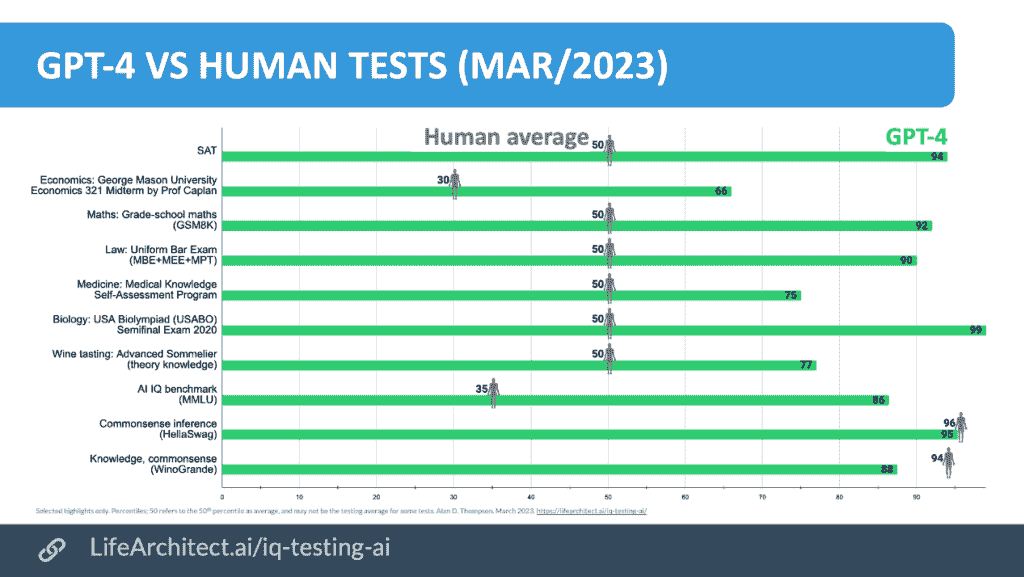 GPT-4 VS HUMAN TESTS (MAR/2023)
Human average
GPT-4
SAT
50
94
Economics: George Mason University
Economics 321 Midterm by Prof Caplan
30
66
Maths: Grade-school maths
(GSM8K)
50
92
Law: Uniform Bar Exam
(MBE+MEE+MPT)
50
90
Medicine: Medical Knowledge
Self-Assessment Program
50
75
Biology: USA Biolympiad (USABO)
Semifinal Exam 2020
50
99
Wine tasting: Advanced Sommelier
(theory knowledge)
50
77
AI IQ benchmark
(MMLU)
35
86
Commonsense inference
(HellaSwag)
96
95
Knowledge, commonsense
(WinoGrande)
94
88
0 10 20 30 40 50 60 70 80 90
Selected highlights only. Percentiles; 50 refers to the 50th percentile as average, and may not be the testing average for some tests. Alan D. Thompson. March 2023. https://lifearchitect.ai/iq-testing-ai/
LifeArchitect.ai/iq-testing-ai